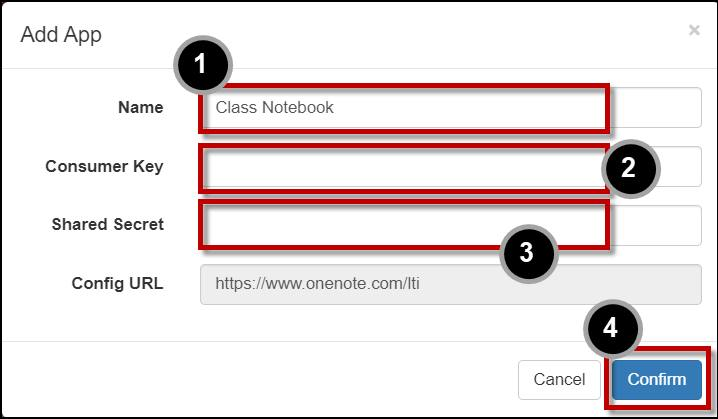 Add App ×
1
Name Class Notebook
Consumer Key 2
Shared Secret
3
Config URL https://www.onenote.com/lti
4
Cancel Confirm